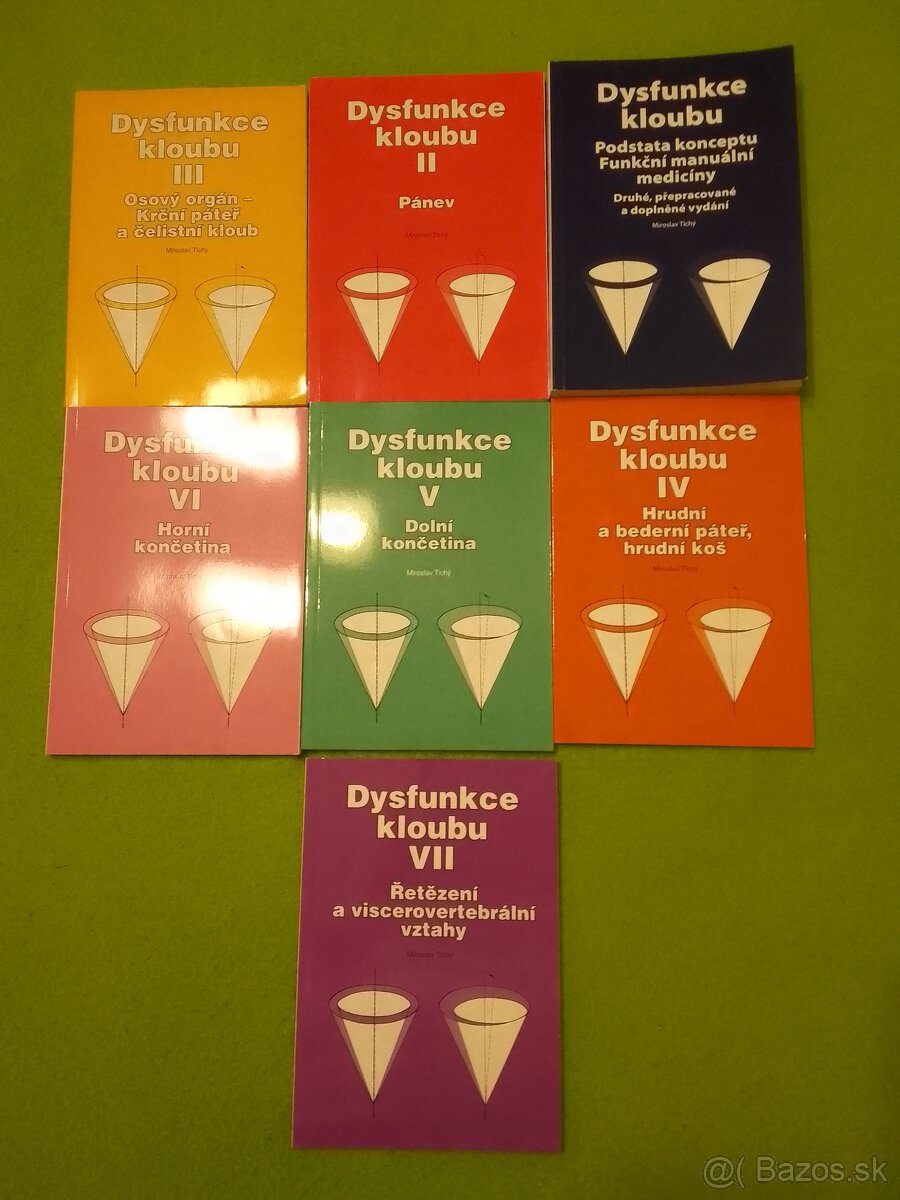 Dysfunkce
kloubu
III
Osový orgán –
Krční páteř
a čelistní kloub
Miroslav Tichý
Dysfunkce
kloubu
II
Pánev
Miroslav Tichý
Dysfunkce
kloubu
Podstata konceptu
Funkční manuální
medicíny
Druhé, přepracované
a doplněné vydání
Miroslav Tichý
Dysfunkce
kloubu
VI
Horní
končetina
Dysfunkce
kloubu
V
Dolní
končetina
Miroslav Tichý
Dysfunkce
kloubu
IV
Hrudní
a bederní páteř,
hrudní koš
Miroslav Tichý
Dysfunkce
kloubu
VII
Řetězení
a viscerovertebrální
vztahy
Miroslav Tichý
@( Bazos.sk